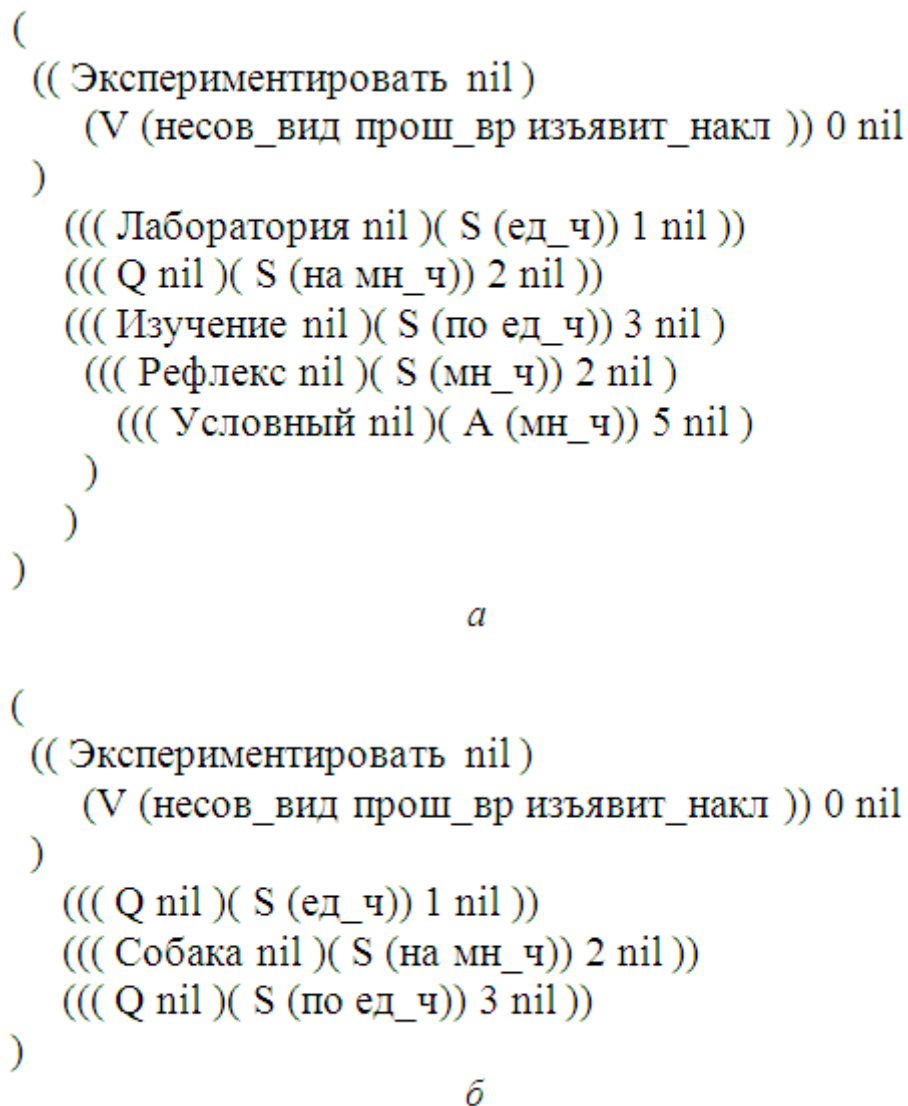 (
(( Экспериментировать nil )
(V (несов_вид прош_вр изъявит_накл )) 0 nil
)
((( Лаборатория nil )( S (ед_ч)) 1 nil ))
((( Q nil )( S (на мн_ч)) 2 nil ))
((( Изучение nil )( S (по ед_ч)) 3 nil )
((( Рефлекс nil )( S (мн_ч)) 2 nil )
((( Условный nil )( A (мн_ч)) 5 nil )
)
)
)
а
(
(( Экспериментировать nil )
(V (несов_вид прош_вр изъявит_накл )) 0 nil
)
((( Q nil )( S (ед_ч)) 1 nil ))
((( Собака nil )( S (на мн_ч)) 2 nil ))
((( Q nil )( S (по ед_ч)) 3 nil ))
)
б